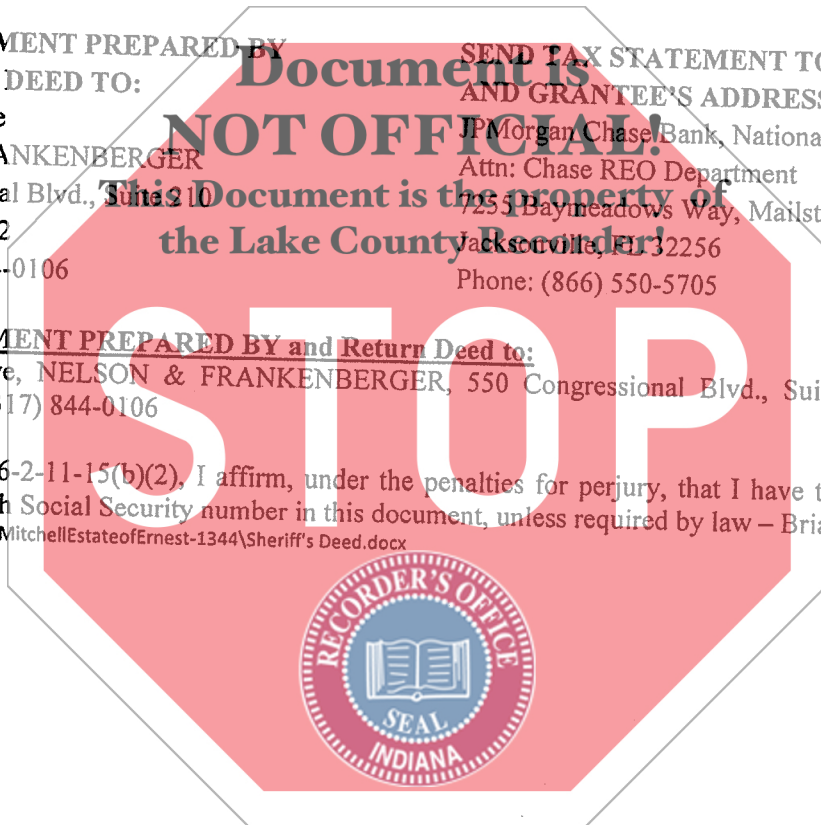 MENT PREPARED BY
DEED TO:
e
ANKENBERGER
al Blvd., Suite 210
2
-0106
SEND TAX STATEMENT TO
AND GRANTEE'S ADDRESS
JPMorgan Chase Bank, Nationa
Attn: Chase REO Department
7255 Baymeadows Way, Mailst
Jacksonville, FL 32256
Phone: (866) 550-5705
Document is
NOT OFFICIAL!
This Document is the property of
the Lake County Recorder!
STOP
MENT PREPARED BY and Return Deed to:
e, NELSON & FRANKENBERGER, 550 Congressional Blvd., Sui
17) 844-0106
6-2-11-15(b)(2), I affirm, under the penalties for perjury, that I have t
h Social Security number in this document, unless required by law – Bria
MitchellEstateofErnest-1344\Sheriff's Deed.docx
RECORDER'S OFFICE
SEAL
INDIANA